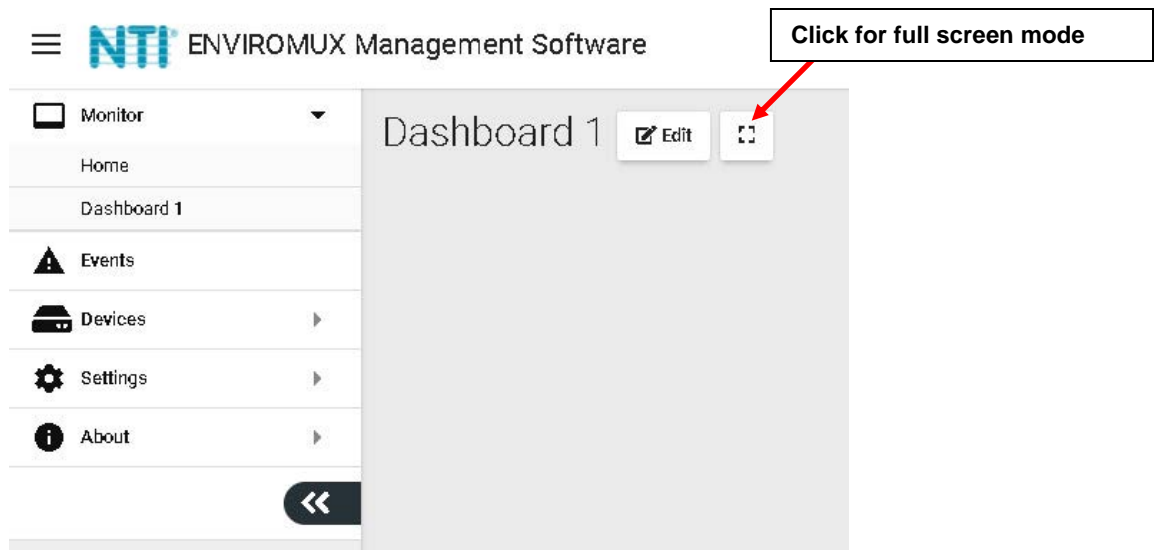 NTI ENVIROMUX Management Software
Click for full screen mode
Monitor
Home
Dashboard 1
Events
Devices
Settings
About
Dashboard 1 Edit